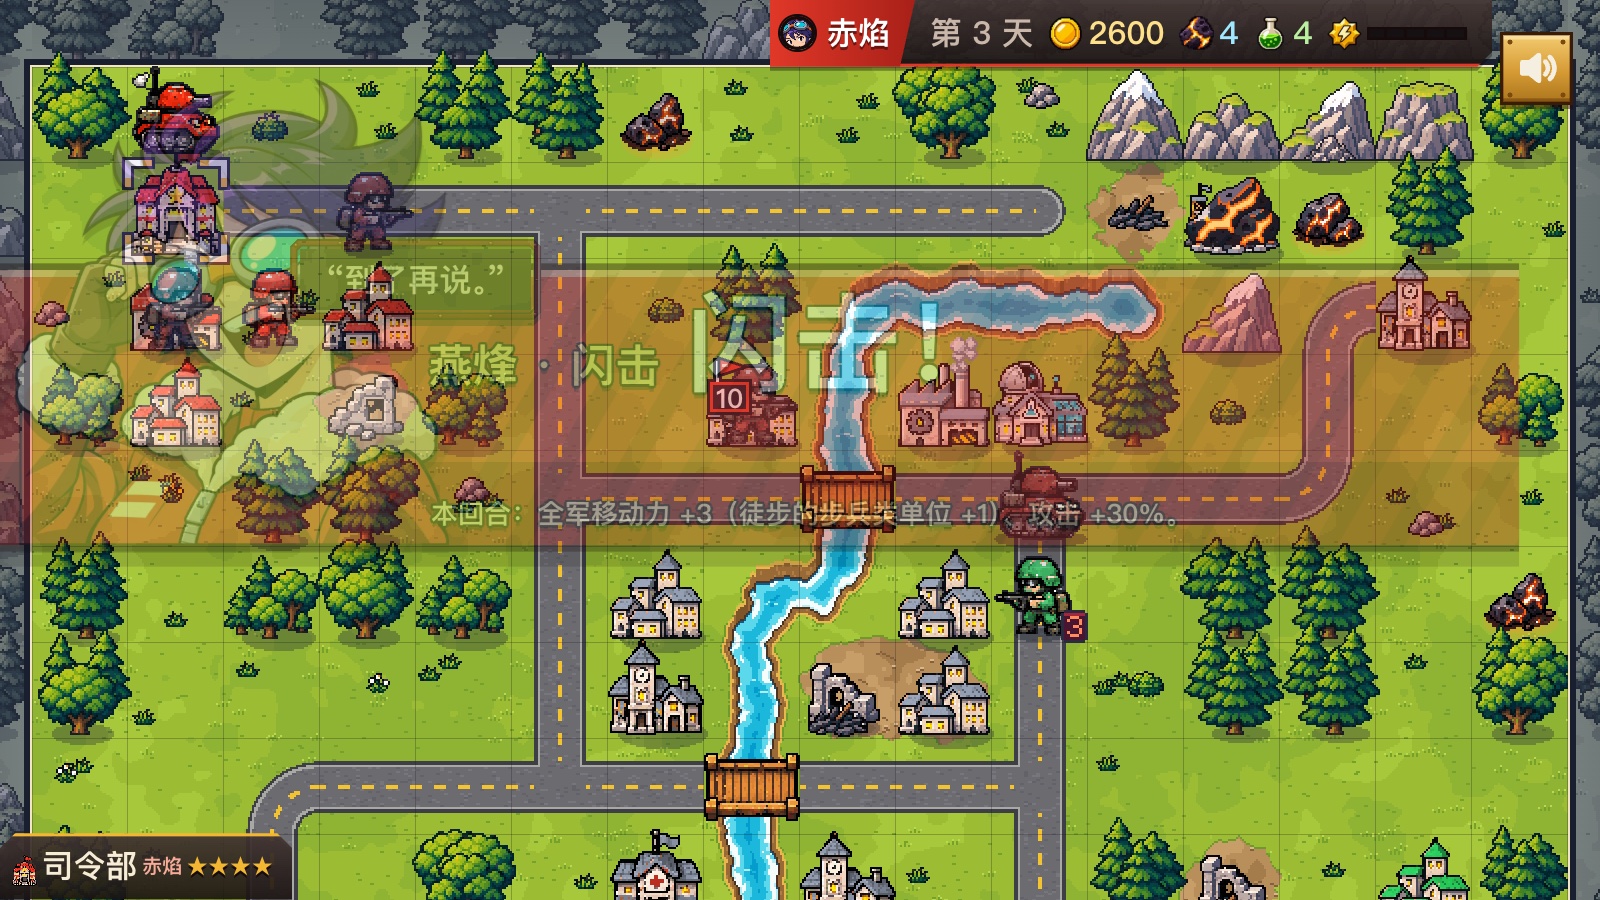 赤焰 第 3 天 2600 4 4
“到了再说。”
燕烽 · 闪击 闪击！
10
本回合：全军移动力 +3（徒步的步兵类单位 +1），攻击 +30%。
3
司令部 赤焰 ★★★★